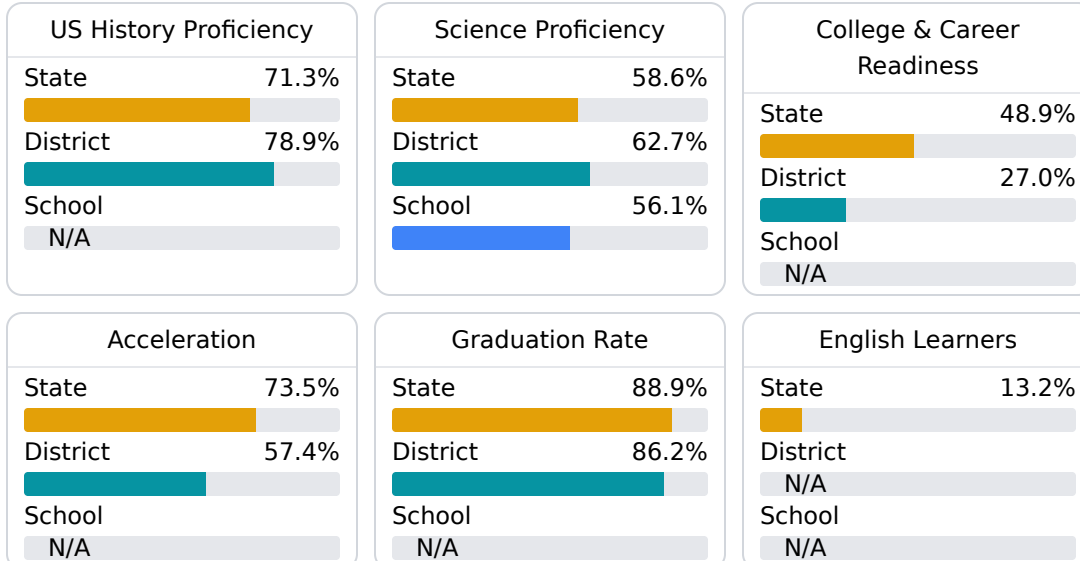 US History Proficiency
State 71.3%
District 78.9%
School
N/A
Science Proficiency
State 58.6%
District 62.7%
School 56.1%
College & Career
Readiness
State 48.9%
District 27.0%
School
N/A
Acceleration
State 73.5%
District 57.4%
School
N/A
Graduation Rate
State 88.9%
District 86.2%
School
N/A
English Learners
State 13.2%
District
N/A
School
N/A